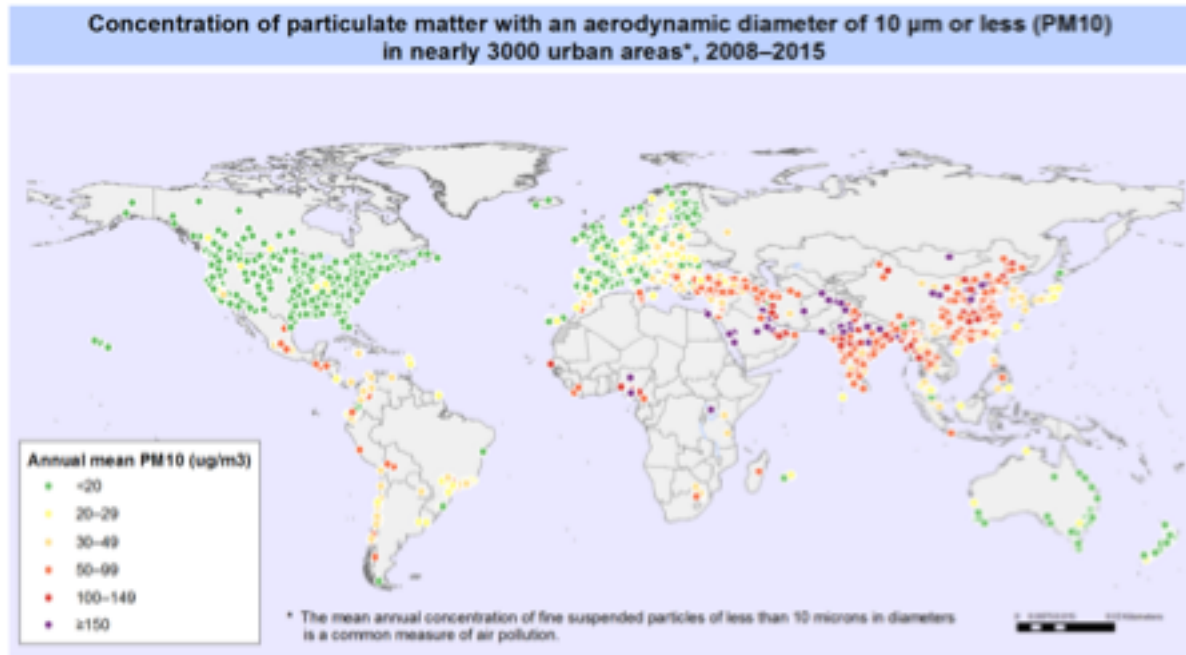 Concentration of particulate matter with an aerodynamic diameter of 10 µm or less (PM10)
in nearly 3000 urban areas*, 2008–2015
Annual mean PM10 (ug/m3)
<20
20–29
30–49
50–99
100–149
≥150
* The mean annual concentration of fine suspended particles of less than 10 microns in diameters
is a common measure of air pollution.
Kilometers